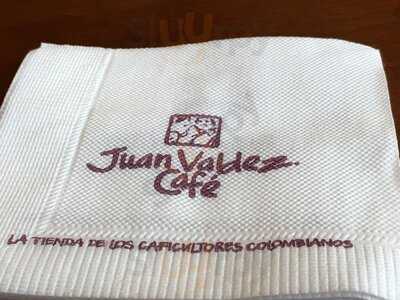 Juan Valdez.
Café
LA TIENDA DE LOS CAFICULTORES COLOMBIANOS